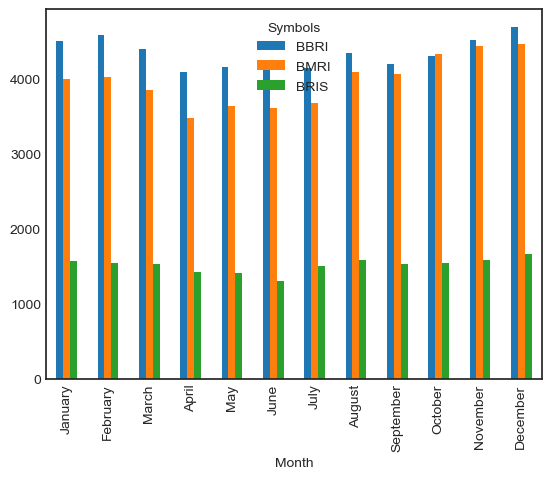 Symbols
BBRI
BMRI
BRIS
4000
3000
2000
1000
0
January
February
March
April
May
June
July
August
September
October
November
December
Month